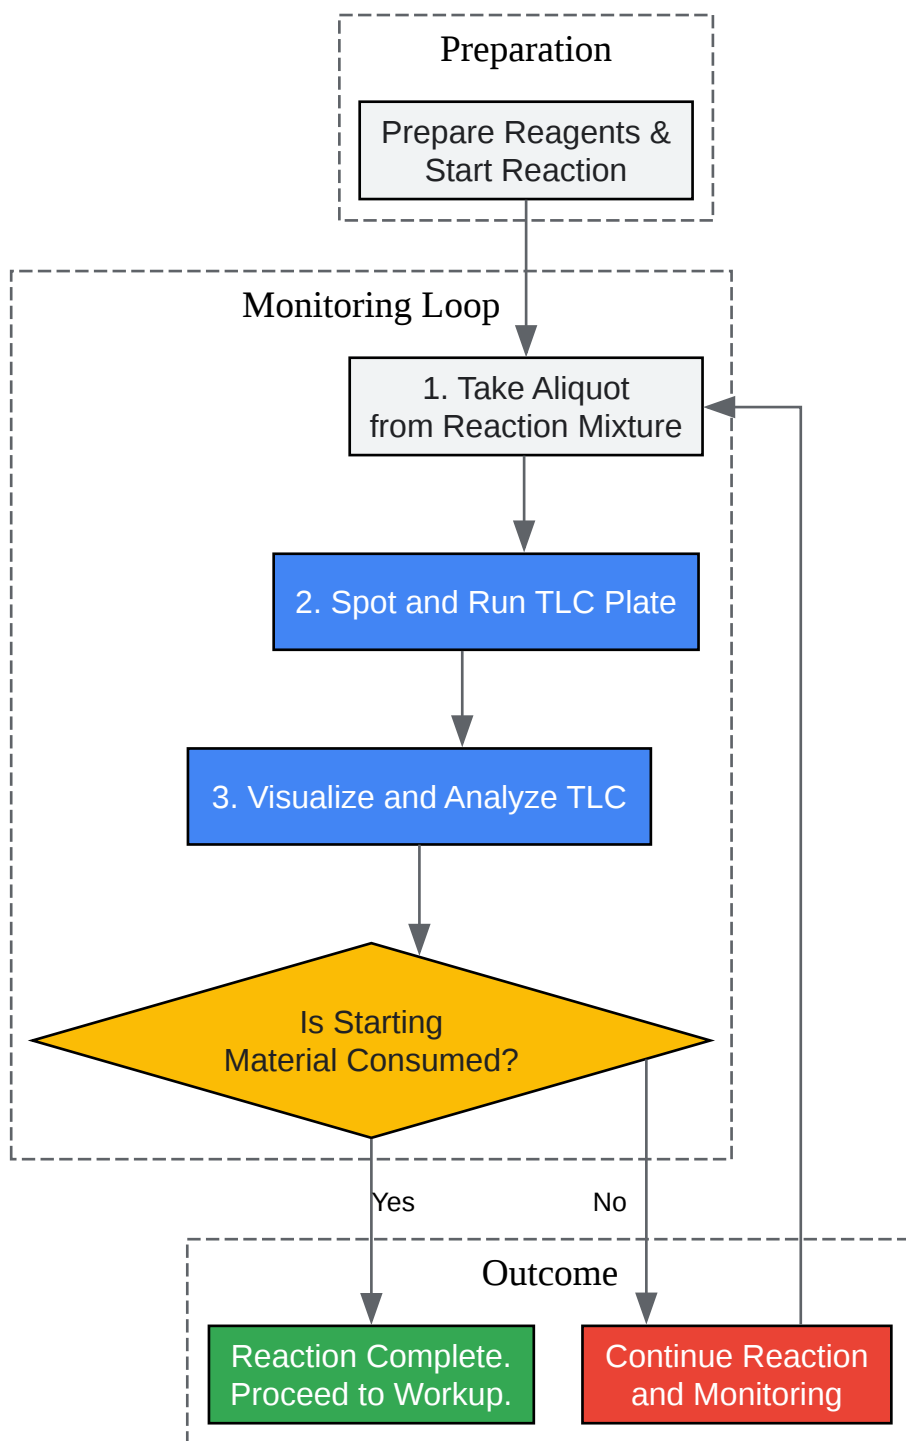 Preparation
Prepare Reagents &
Start Reaction
Monitoring Loop
1. Take Aliquot
from Reaction Mixture
2. Spot and Run TLC Plate
3. Visualize and Analyze TLC
Is Starting
Material Consumed?
Yes
No
Outcome
Reaction Complete.
Proceed to Workup.
Continue Reaction
and Monitoring